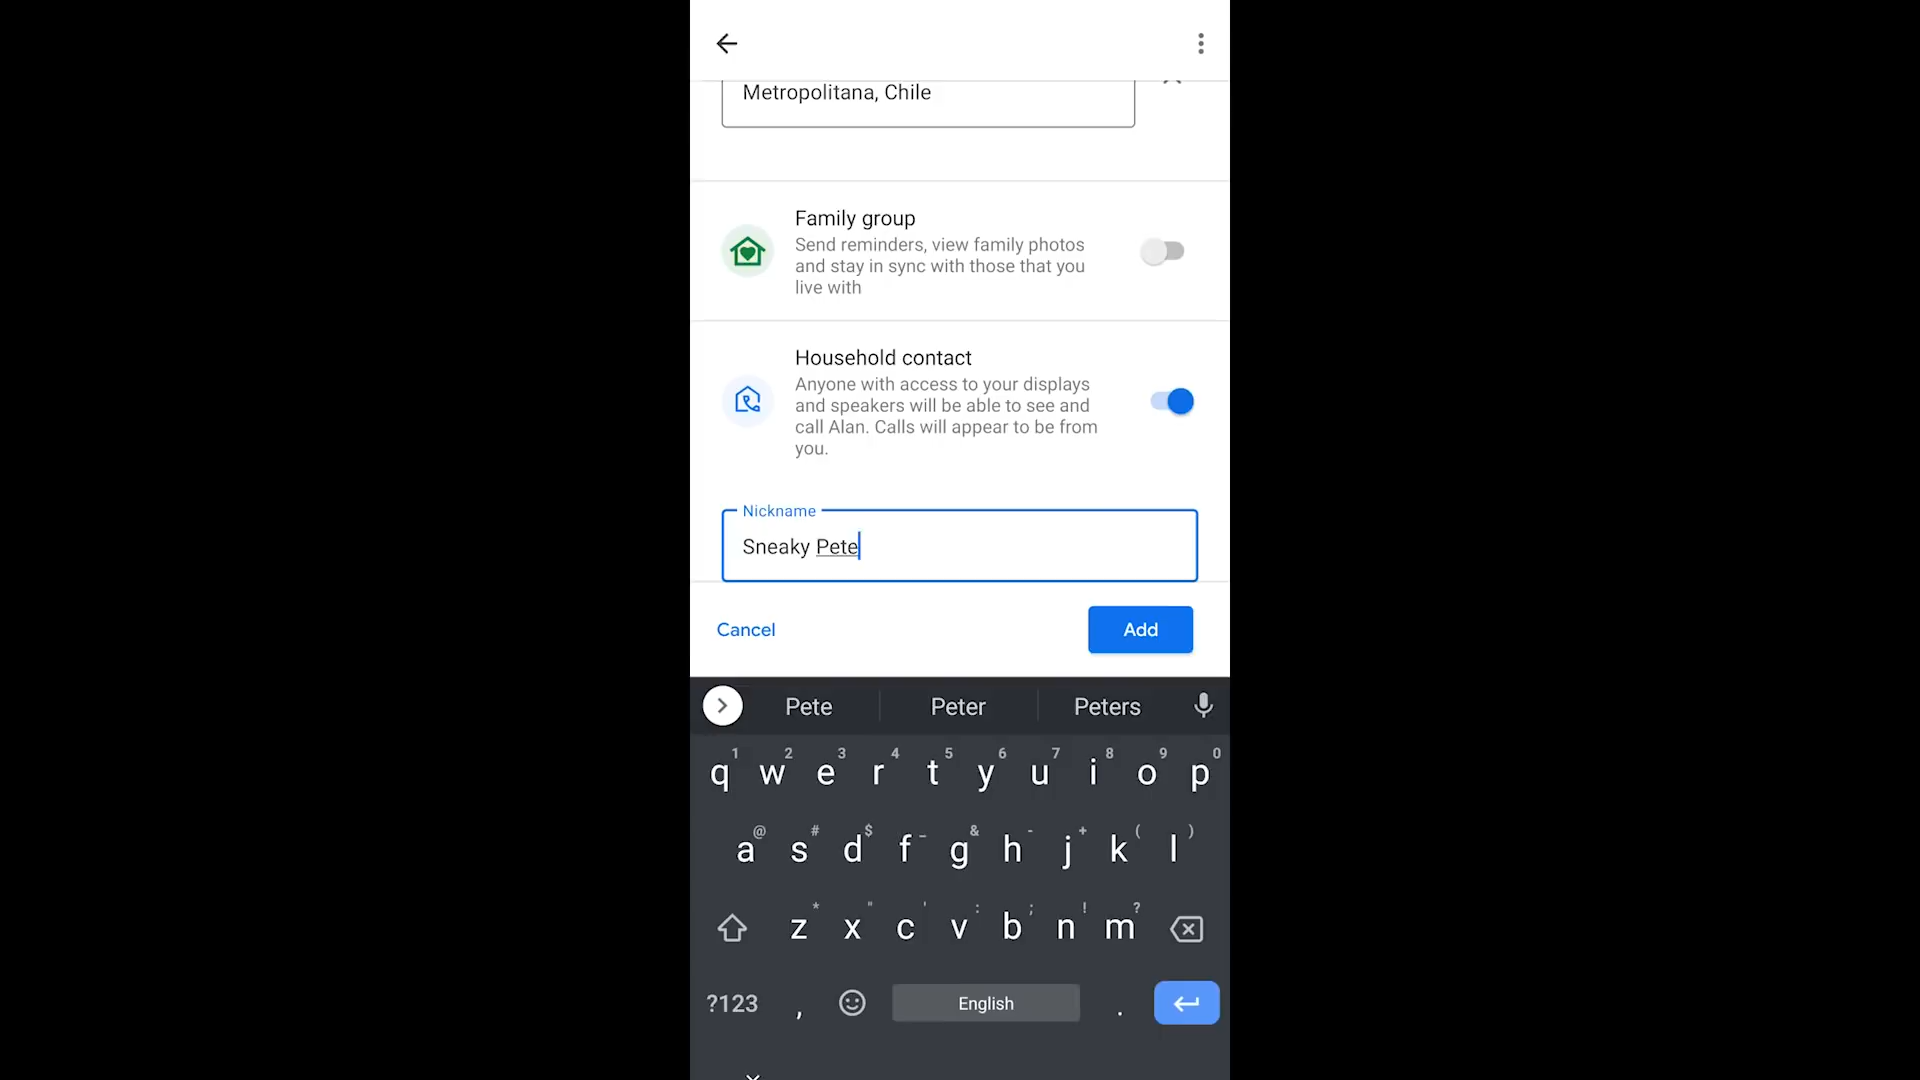 Metropolitana, Chile
Family group
Send reminders, view family photos
and stay in sync with those that you
live with
Household contact
Anyone with access to your displays
and speakers will be able to see and
call Alan. Calls will appear to be from
you.
Nickname
Sneaky Pete
Cancel
Add
Pete
Peter
Peters
1 2 3 4 5 6 7 8 9 0
q w e r t y u i o p
@ # $ _ & - + ( )
a s d f g h j k l
* " ' : ; ! ?
z x c v b n m
?123 , English .